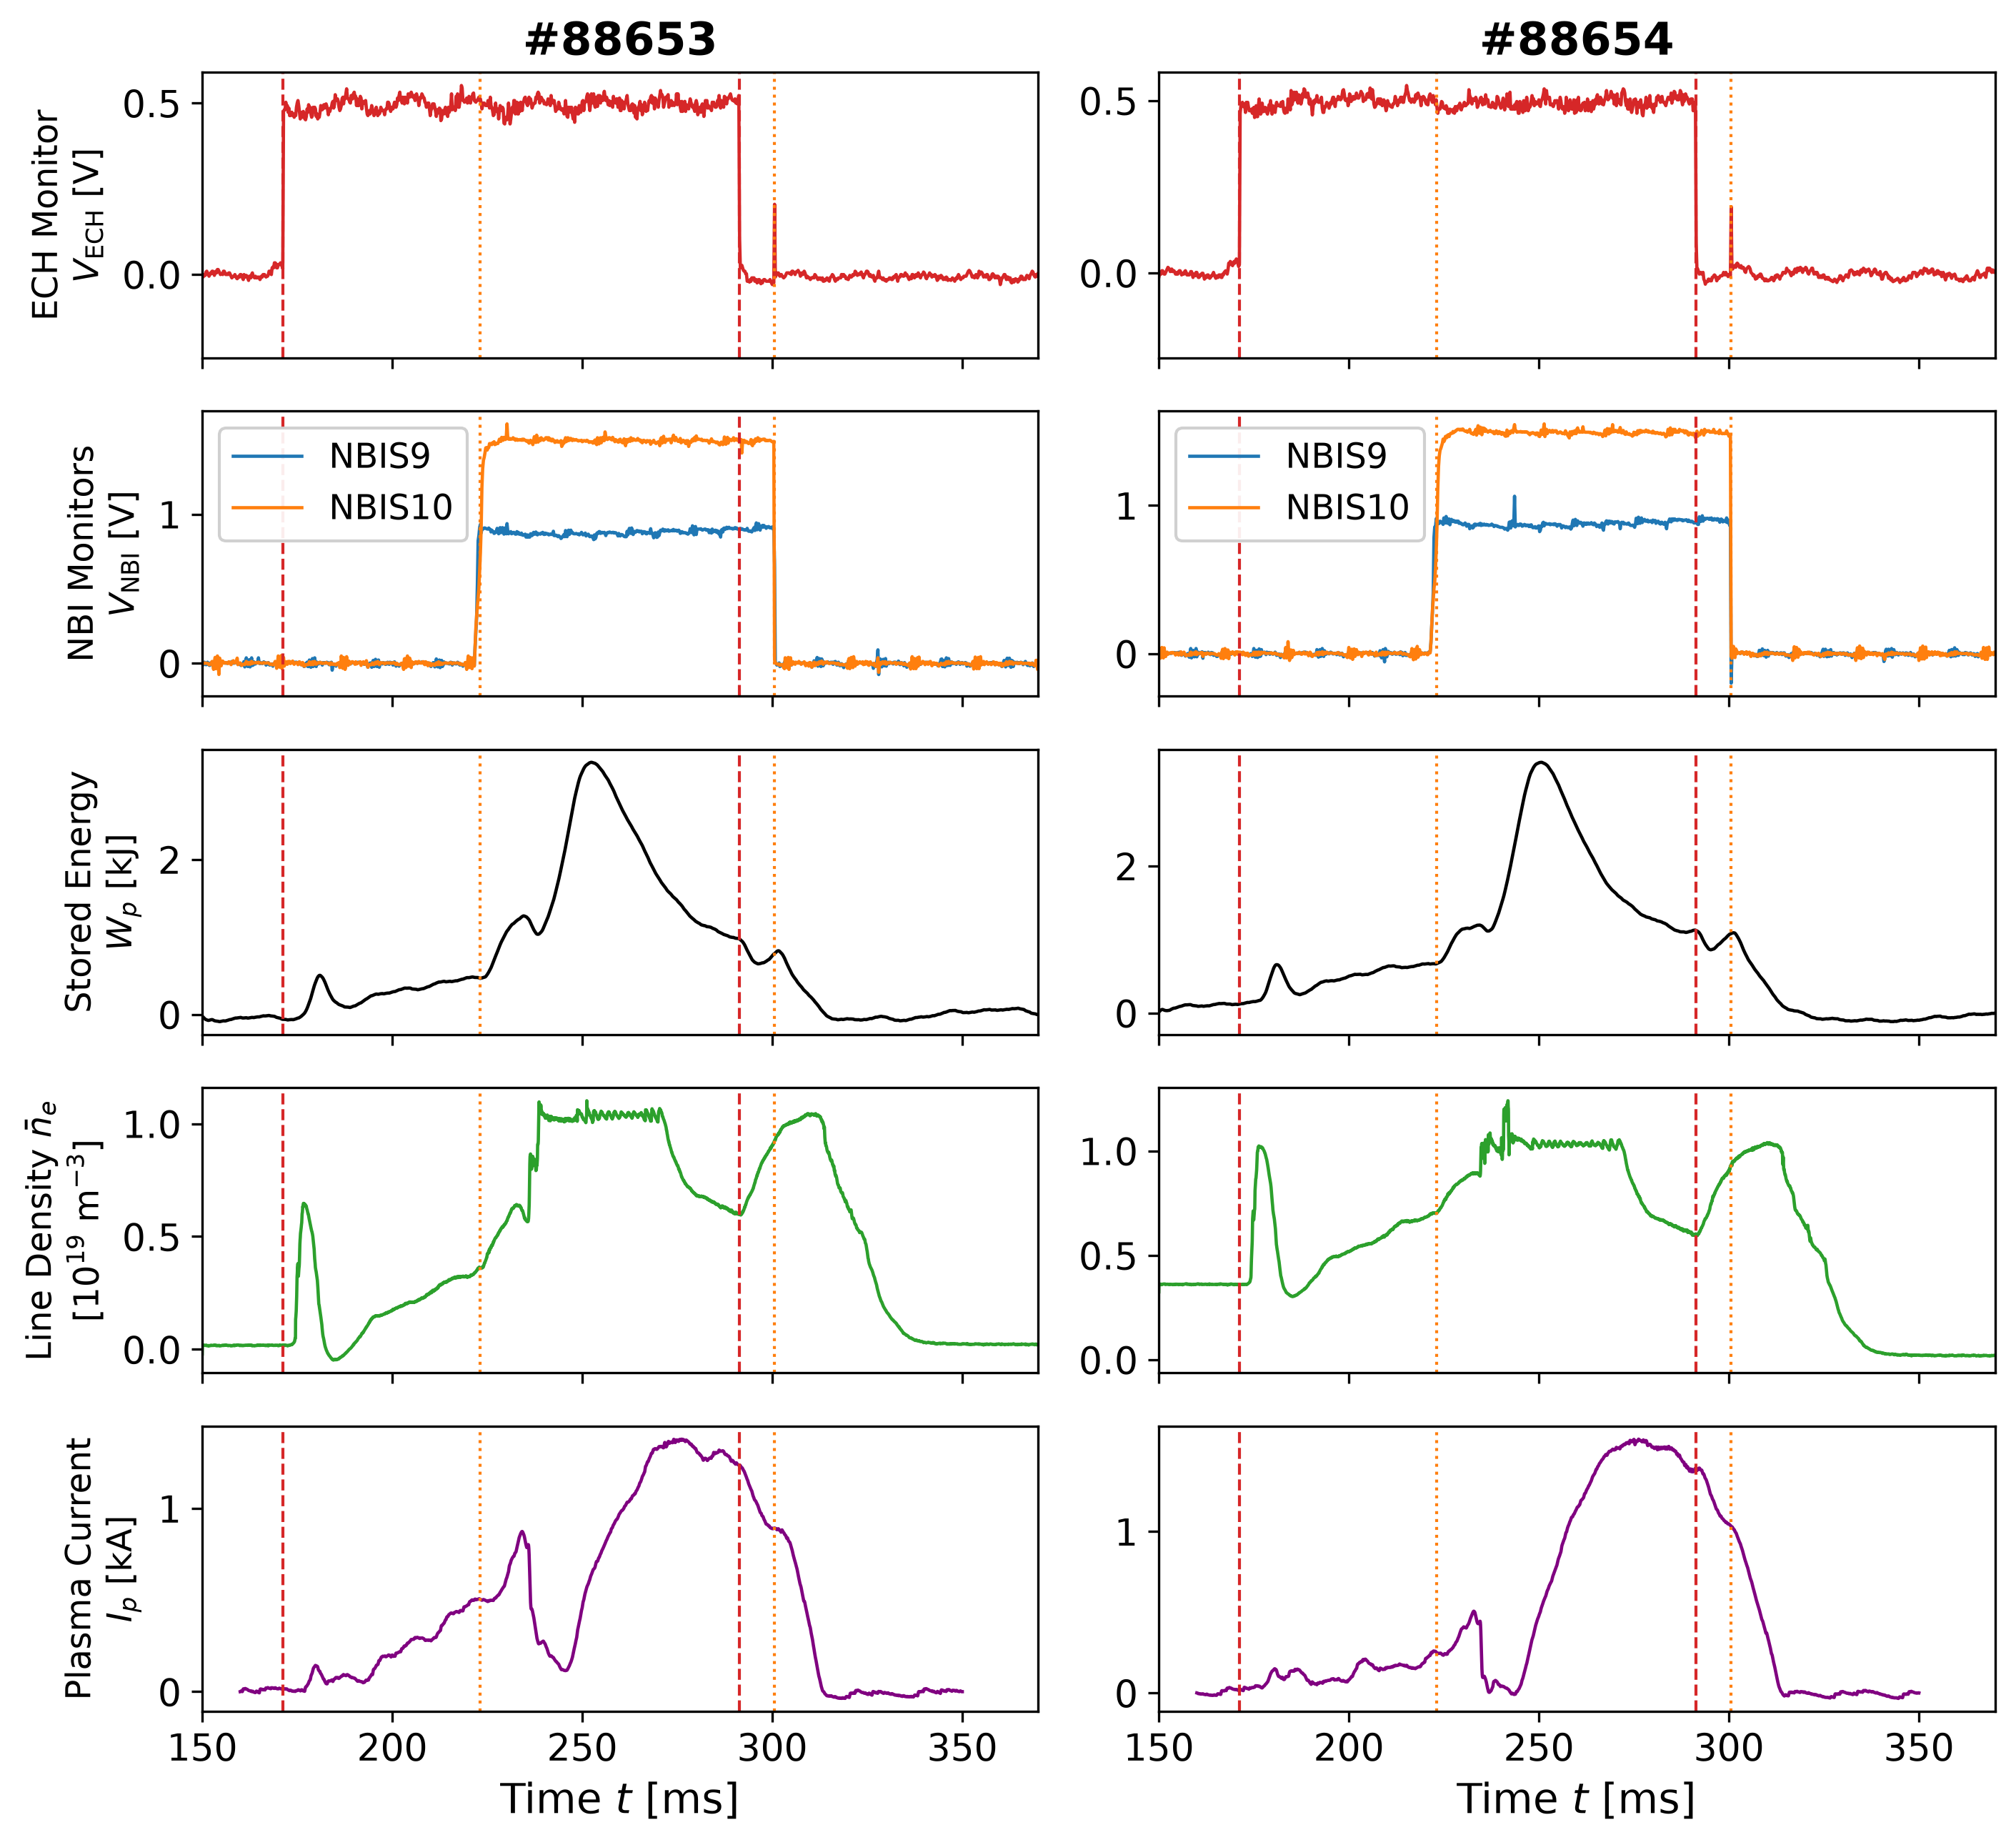 #88653
#88654
ECH Monitor
V_ECH [V]
0.5
0.0
0.5
0.0
NBI Monitors
V_NBI [V]
1
0
NBIS9
NBIS10
1
0
NBIS9
NBIS10
Stored Energy
W_p [kJ]
2
0
2
0
Line Density n̄_e
[10^19 m^−3]
1.0
0.5
0.0
1.0
0.5
0.0
Plasma Current
I_p [kA]
1
0
1
0
150 200 250 300 350
150 200 250 300 350
Time t [ms]
Time t [ms]